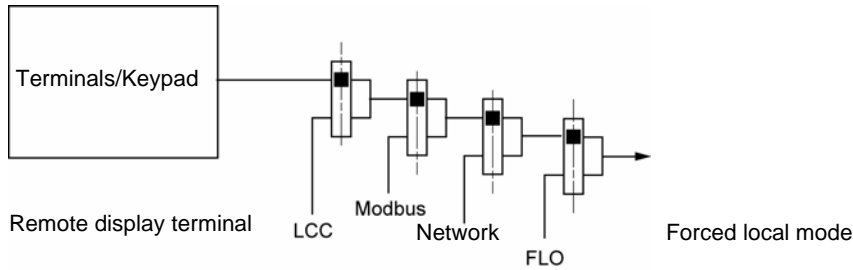 Terminals/Keypad
Remote display terminal
LCC
Modbus
Network
FLO
Forced local mode